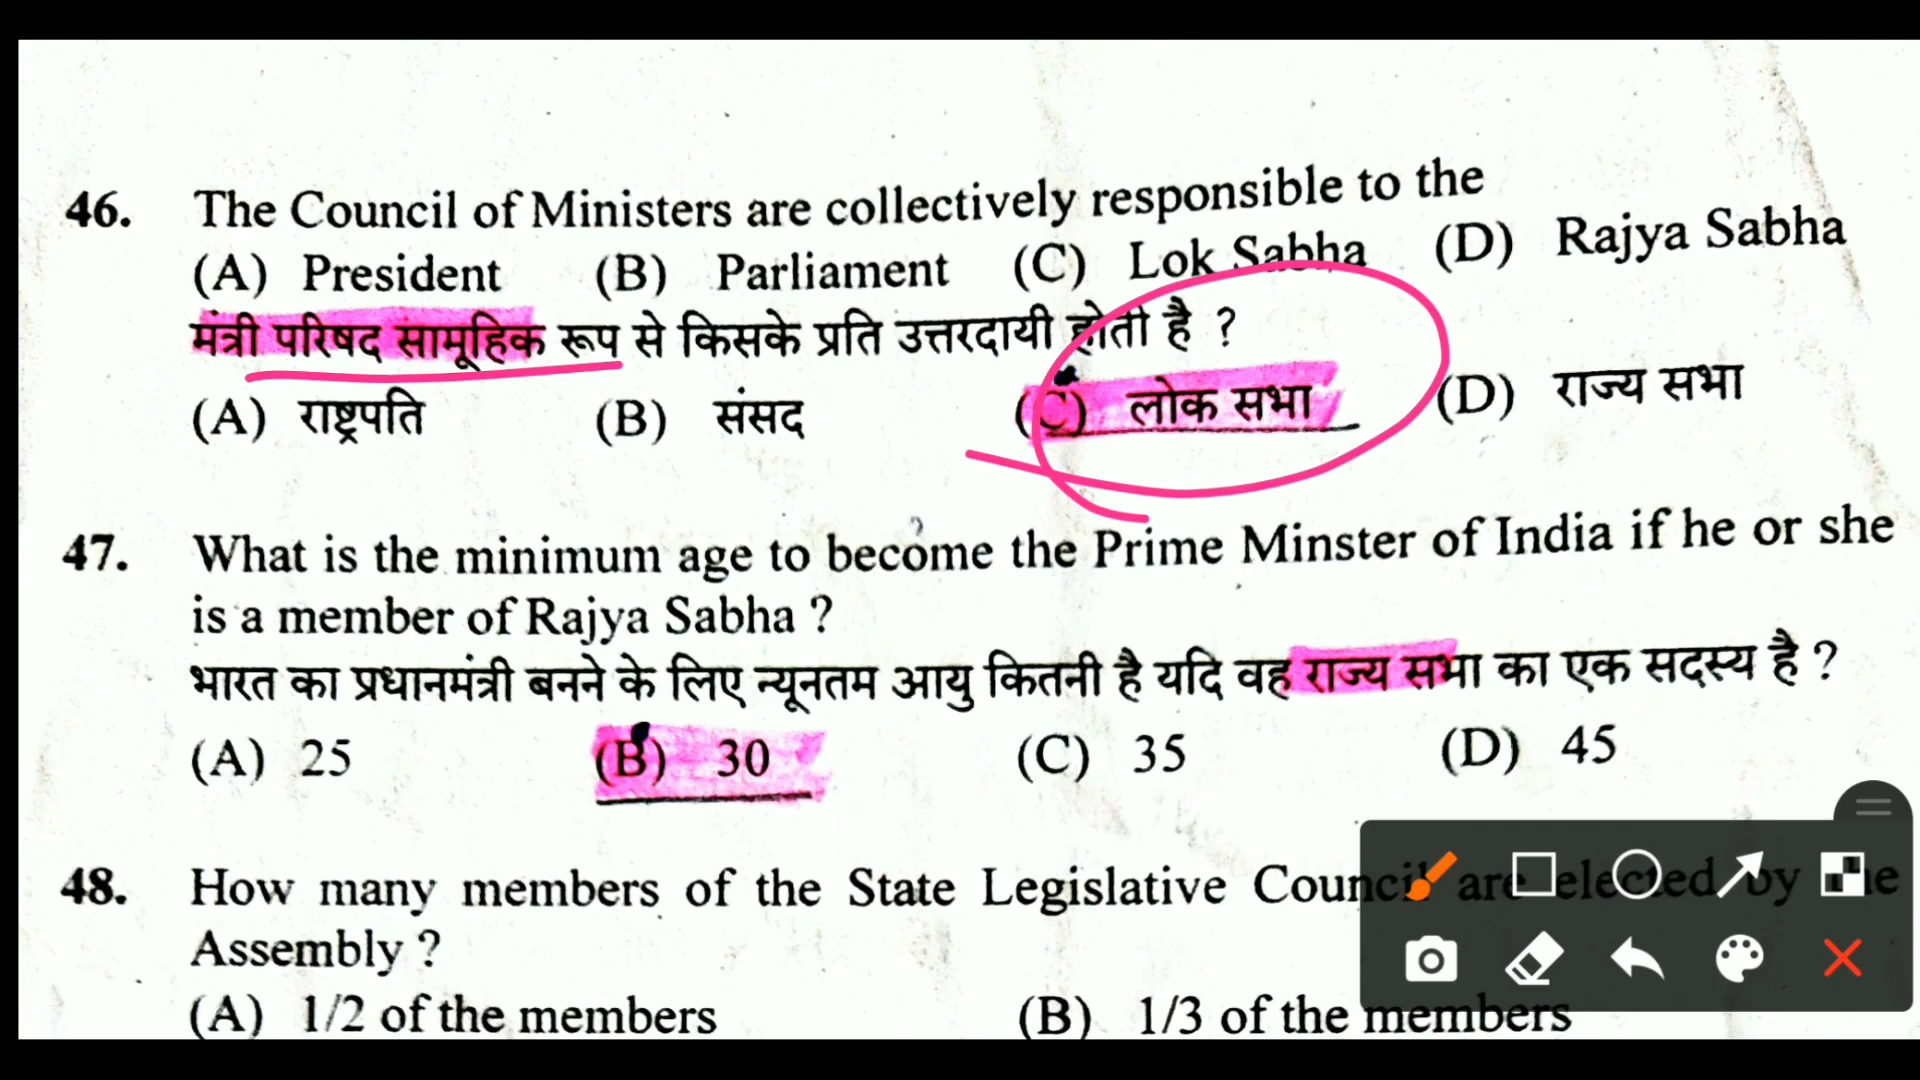 46. The Council of Ministers are collectively responsible to the
(A) President (B) Parliament (C) Lok Sabha (D) Rajya Sabha
मंत्री परिषद सामूहिक रूप से किसके प्रति उत्तरदायी होती है ?
(A) राष्ट्रपति (B) संसद (C) लोक सभा (D) राज्य सभा
47. What is the minimum age to become the Prime Minster of India if he or she
is a member of Rajya Sabha ?
भारत का प्रधानमंत्री बनने के लिए न्यूनतम आयु कितनी है यदि वह राज्य सभा का एक सदस्य है ?
(A) 25 (B) 30 (C) 35 (D) 45
48. How many members of the State Legislative Council are elected by
Assembly ?
(A) 1/2 of the members (B) 1/3 of the members